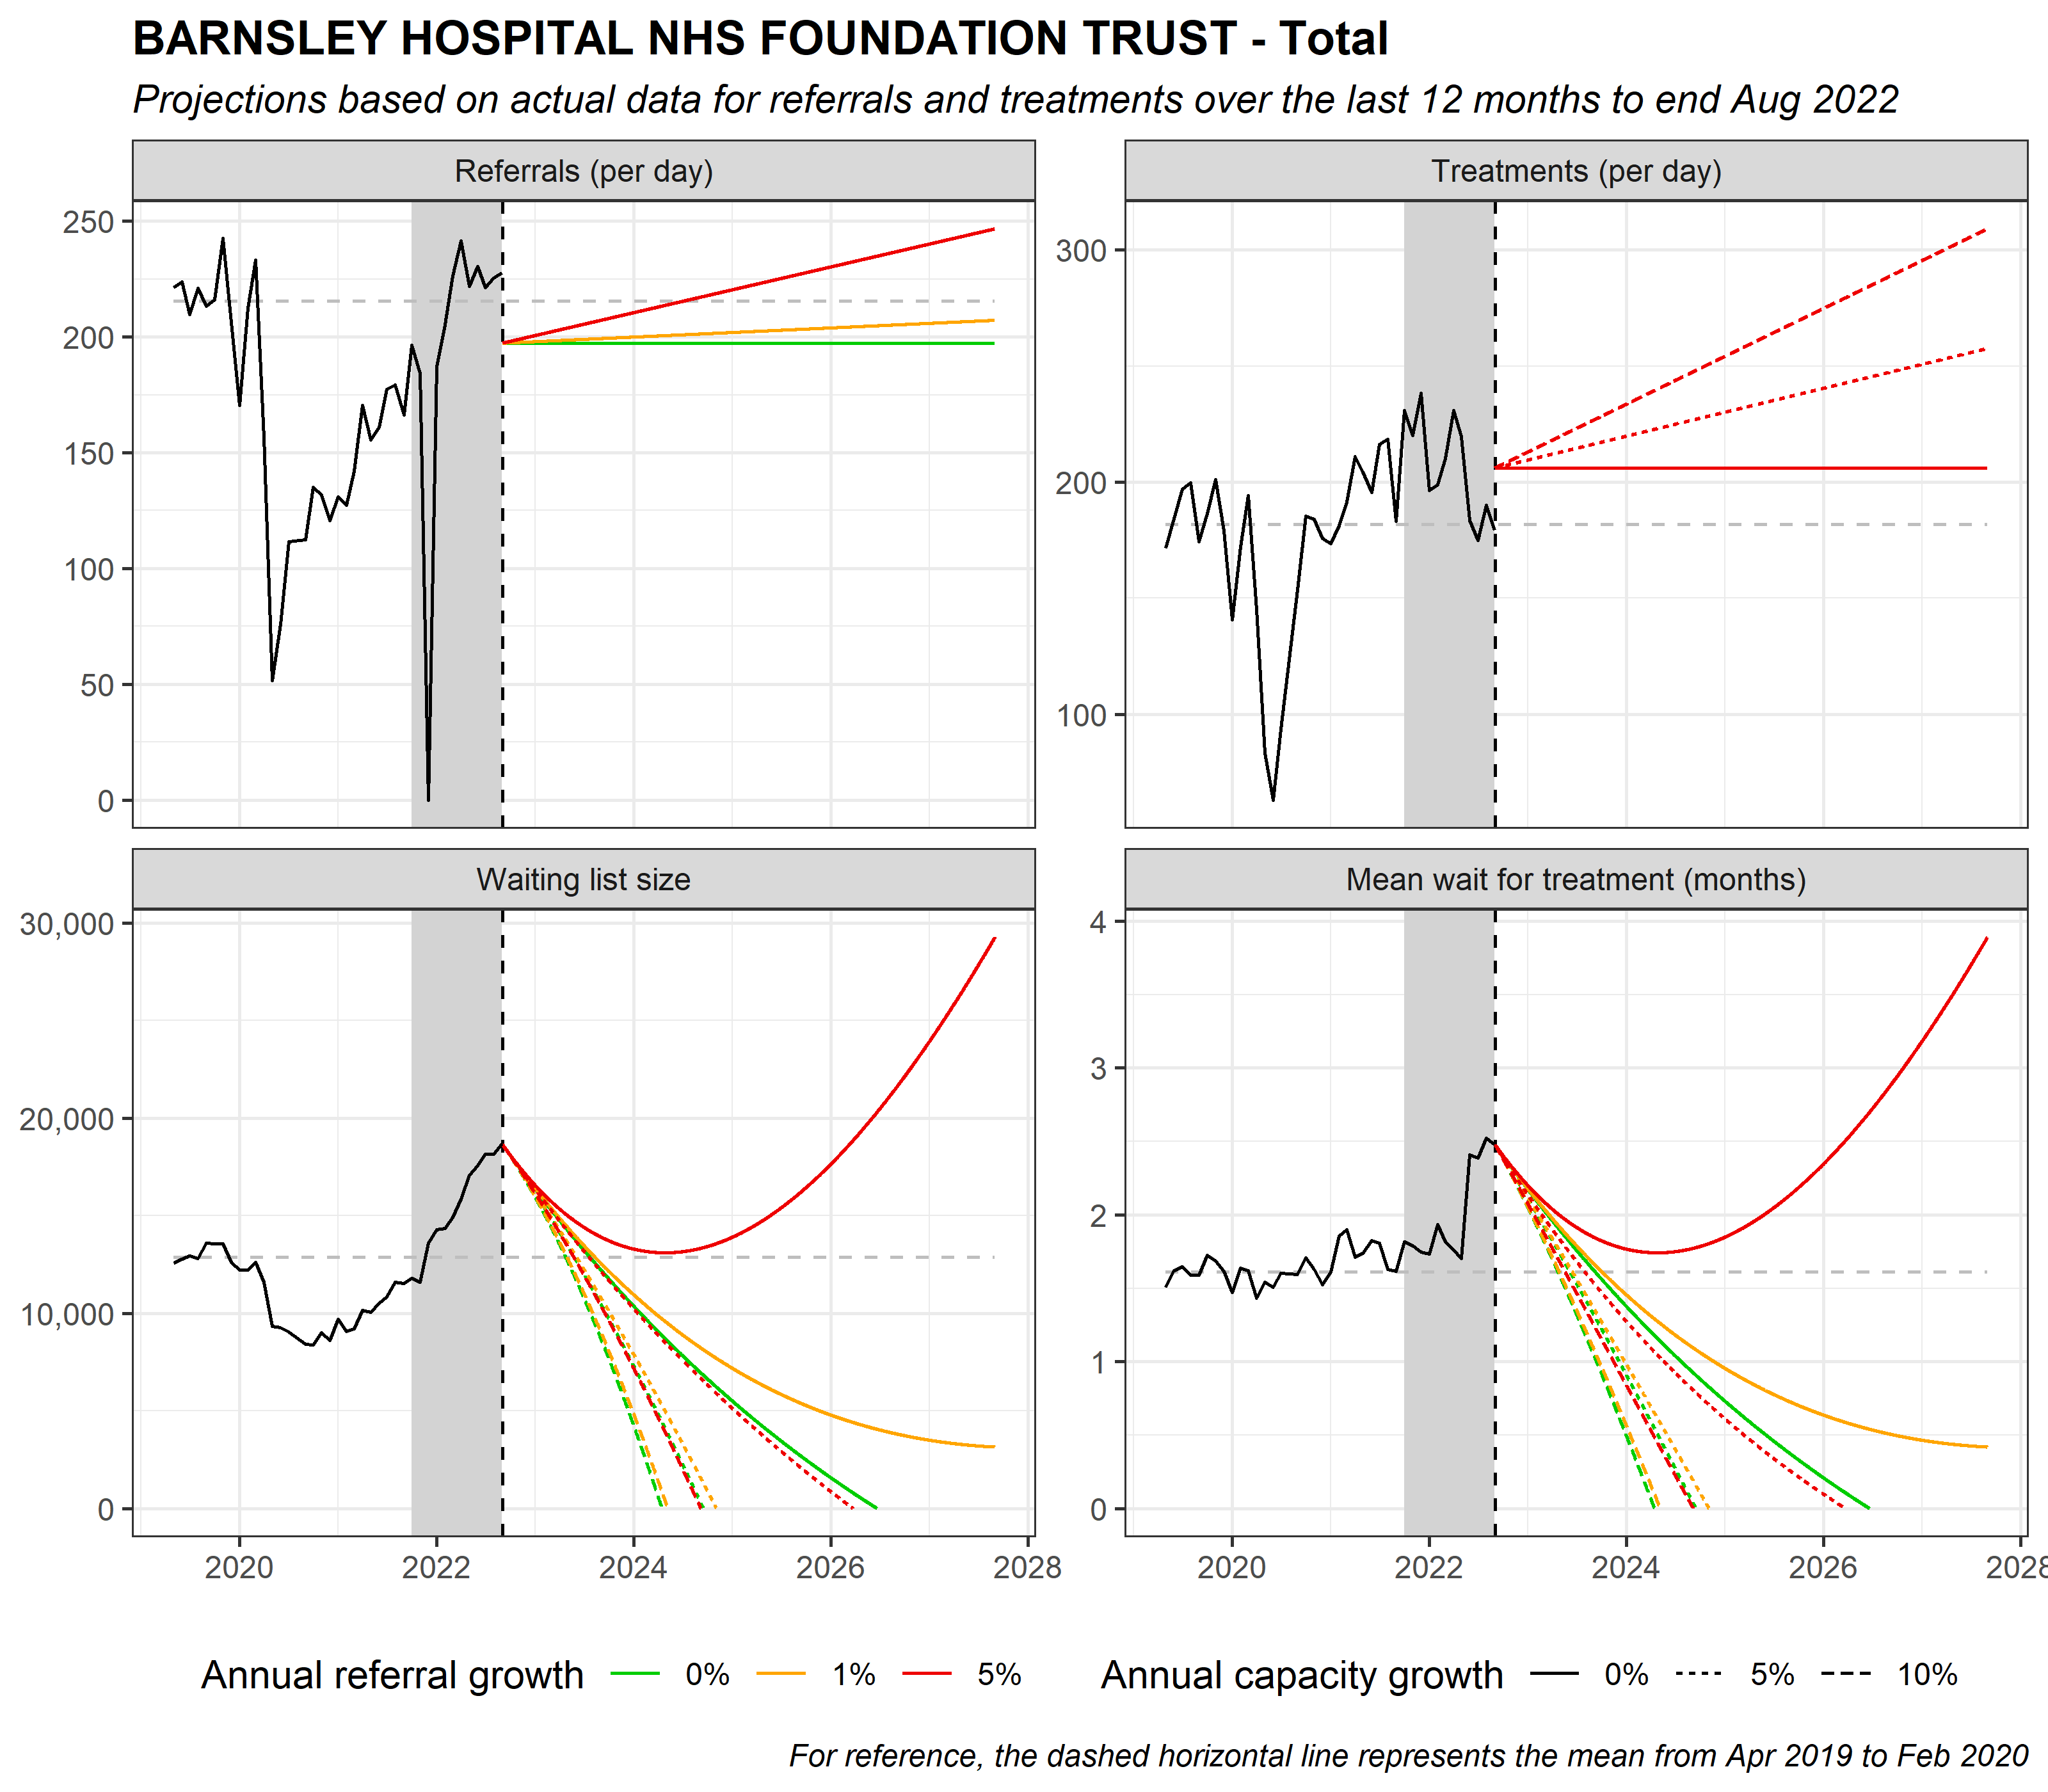 BARNSLEY HOSPITAL NHS FOUNDATION TRUST - Total
Projections based on actual data for referrals and treatments over the last 12 months to end Aug 2022
Referrals (per day)
250
200
150
100
50
0
Treatments (per day)
300
200
100
Waiting list size
30,000
20,000
10,000
0
2020 2022 2024 2026 2028
Mean wait for treatment (months)
4
3
2
1
0
2020 2022 2024 2026 2028
Annual referral growth 0% 1% 5%
Annual capacity growth 0% 5% 10%
For reference, the dashed horizontal line represents the mean from Apr 2019 to Feb 2020